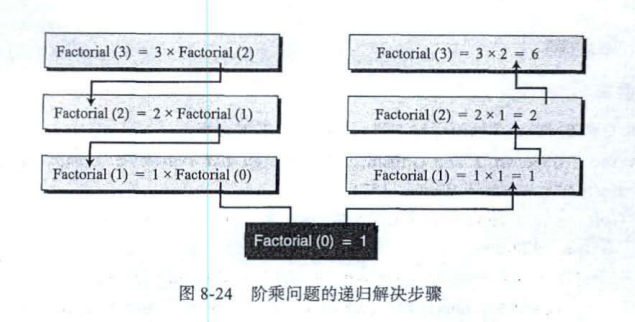 Factorial (3) = 3 × Factorial (2)
Factorial (2) = 2 × Factorial (1)
Factorial (1) = 1 × Factorial (0)
Factorial (0) = 1
Factorial (1) = 1 × 1 = 1
Factorial (2) = 2 × 1 = 2
Factorial (3) = 3 × 2 = 6
图 8-24 阶乘问题的递归解决步骤